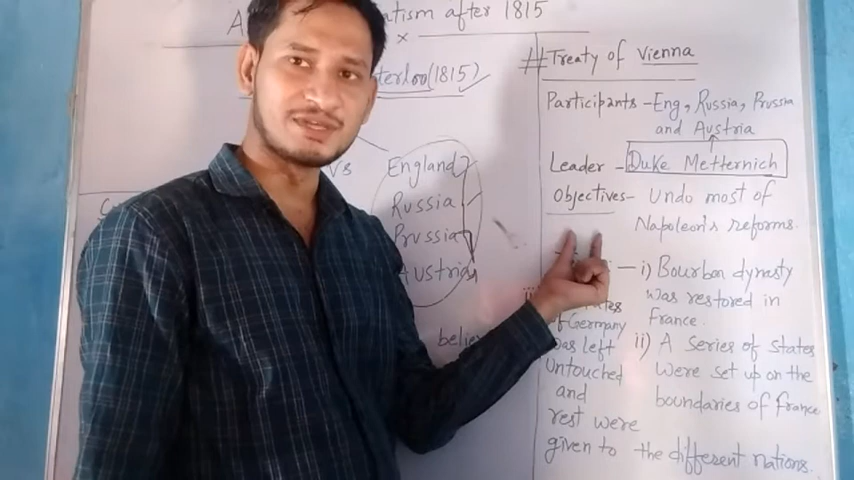 A
atism after 1815
terloo (1815)
Vs
England
Russia
Prussia
Austria
# Treaty of Vienna
Participants - Eng, Russia, Prussia
and Austria
Leader - Duke Metternich
Objectives - Undo most of
Napoleon's reforms.
- i) Bourbon dynasty
was restored in
France.
ii) A series of states
were set up on the
boundaries of France
of Germany
was left
Untouched
and
rest were
given to the different nations.